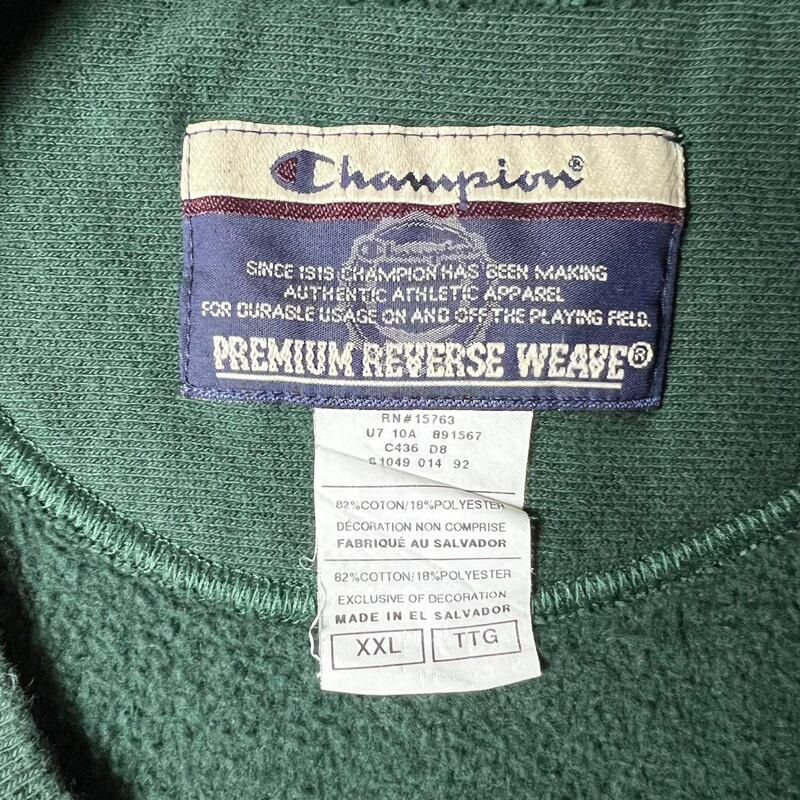 Champion®
Champion
SINCE 1919 CHAMPION HAS BEEN MAKING
AUTHENTIC ATHLETIC APPAREL
FOR DURABLE USAGE ON AND OFF THE PLAYING FIELD.
PREMIUM REVERSE WEAVE®
RN#15763
U7 10A 891567
C436 D8
S1049 014 92
82%COTON/18%POLYESTER
DÉCORATION NON COMPRISE
FABRIQUÉ AU SALVADOR
82%COTTON/18%POLYESTER
EXCLUSIVE OF DECORATION
MADE IN EL SALVADOR
XXL TTG